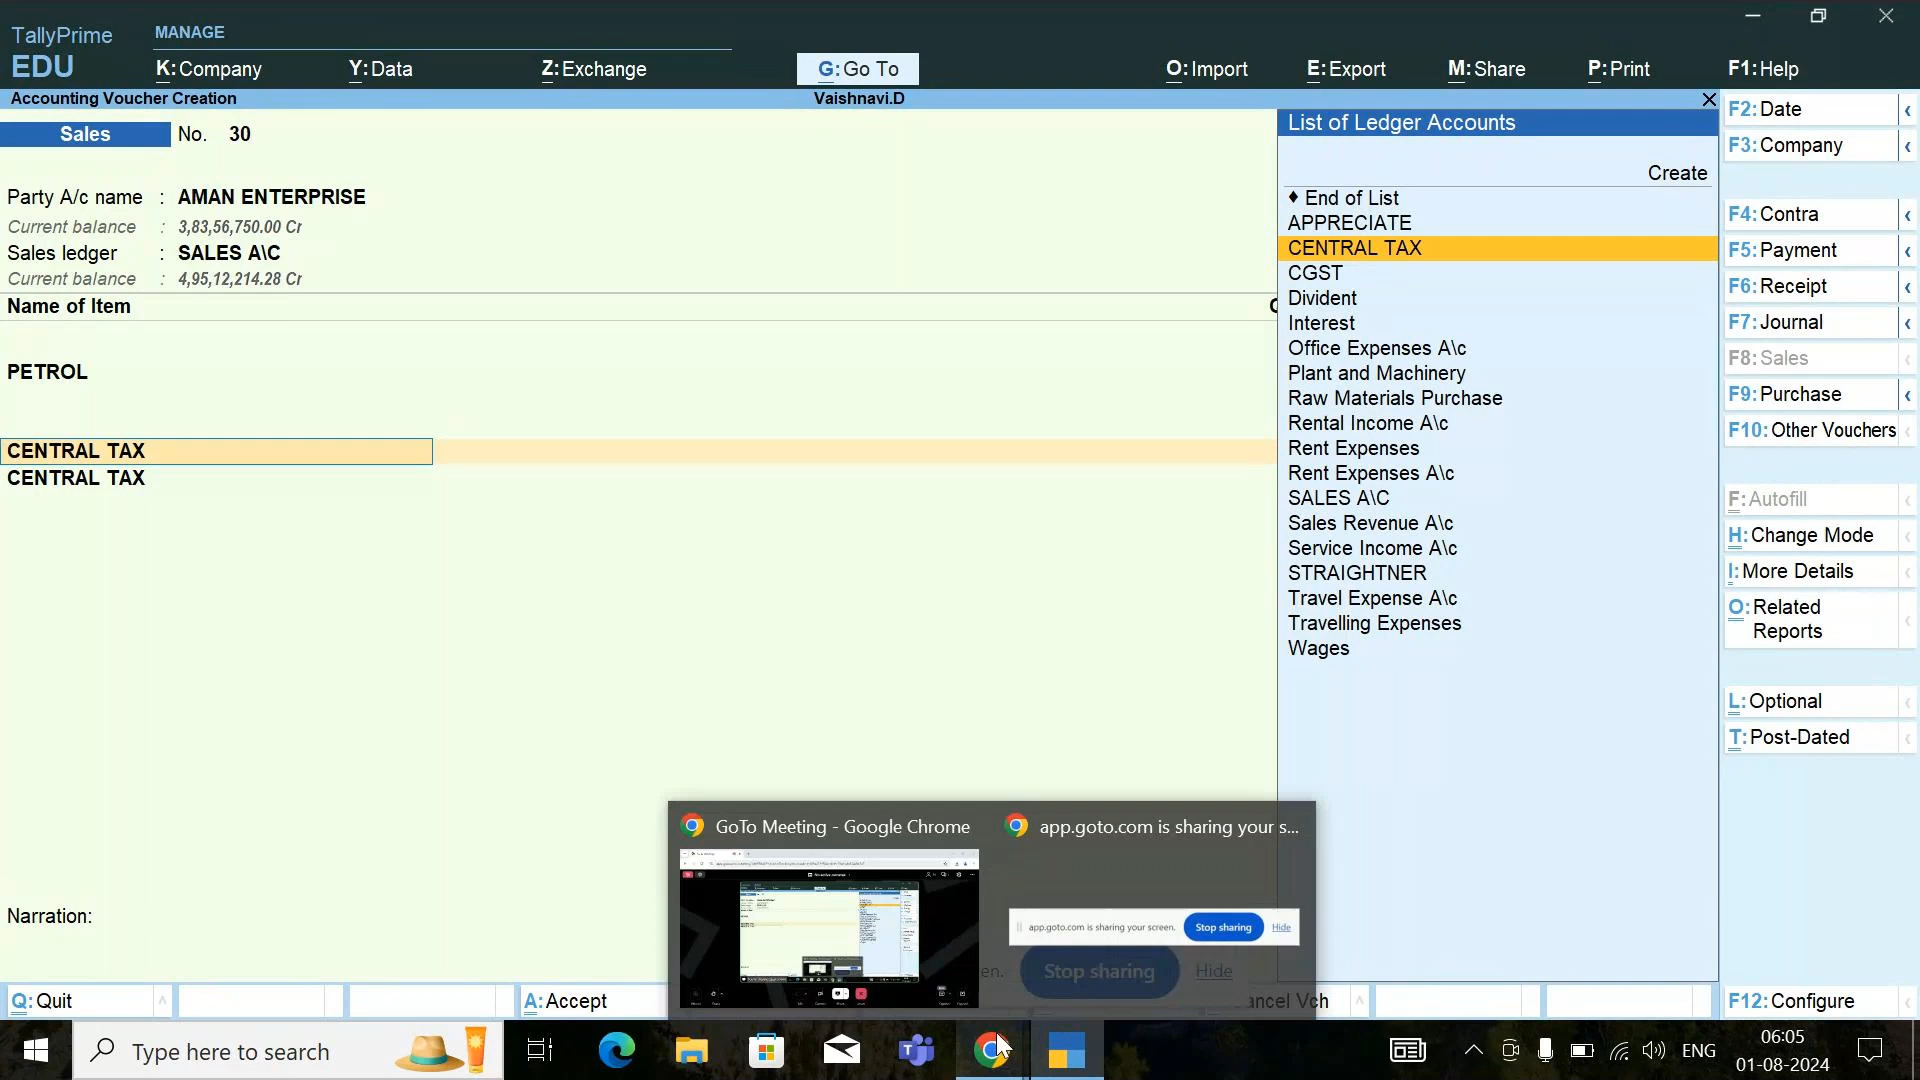 TallyPrime
EDU
MANAGE
K:Company
Y:Data
Z:Exchange
G:Go To
O:Import
E:Export
M:Share
P:Print
F1:Help
Accounting Voucher Creation
Vaishnavi.D
Sales No. 30
Party A/c name : AMAN ENTERPRISE
Current balance : 3,83,56,750.00 Cr
Sales ledger : SALES A\C
Current balance : 4,95,12,214.28 Cr
Name of Item
PETROL
CENTRAL TAX
CENTRAL TAX
Narration:
List of Ledger Accounts
Create
♦ End of List
APPRECIATE
CENTRAL TAX
CGST
Divident
Interest
Office Expenses A\c
Plant and Machinery
Raw Materials Purchase
Rental Income A\c
Rent Expenses
Rent Expenses A\c
SALES A\C
Sales Revenue A\c
Service Income A\c
STRAIGHTNER
Travel Expense A\c
Travelling Expenses
Wages
F2:Date
F3:Company
F4:Contra
F5:Payment
F6:Receipt
F7:Journal
F8:Sales
F9:Purchase
F10:Other Vouchers
F:Autofill
H:Change Mode
I:More Details
O:Related
Reports
L:Optional
T:Post-Dated
F12:Configure
GoTo Meeting - Google Chrome
app.goto.com is sharing your s...
app.goto.com is sharing your screen. Stop sharing Hide
en. Stop sharing Hide
Q:Quit
A:Accept
ancel Vch
Type here to search
ENG
06:05
01-08-2024